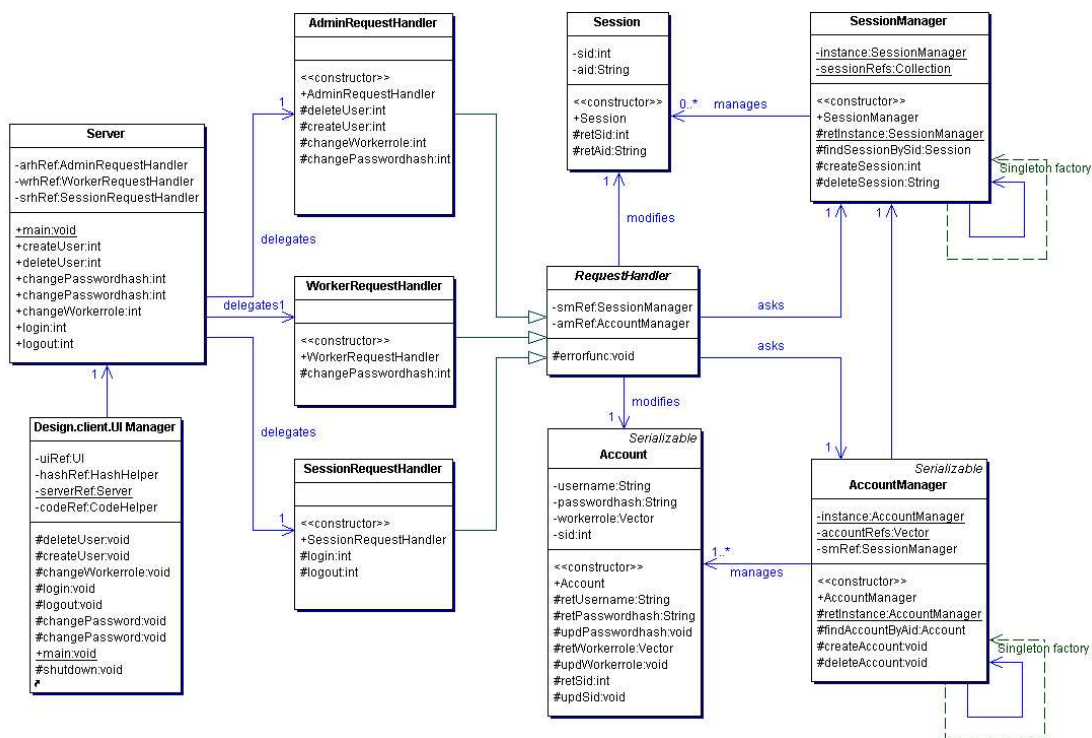 AdminRequestHandler
<<constructor>>
+AdminRequestHandler
#deleteUser:int
#createUser:int
#changeWorkerrole:int
#changePasswordhash:int
Session
-sid:int
-aid:String
<<constructor>>
+Session
#retSid:int
#retAid:String
SessionManager
-instance:SessionManager
-sessionRefs:Collection
<<constructor>>
+SessionManager
#retInstance:SessionManager
#findSessionBySid:Session
#createSession:int
#deleteSession:String
Singleton factory
0..*
manages
Server
-arhRef:AdminRequestHandler
-wrhRef:WorkerRequestHandler
-srhRef:SessionRequestHandler
+main:void
+createUser:int
+deleteUser:int
+changePasswordhash:int
+changePasswordhash:int
+changeWorkerrole:int
+login:int
+logout:int
1
delegates
1
modifies
1
1
WorkerRequestHandler
<<constructor>>
+WorkerRequestHandler
#changePasswordhash:int
delegates1
RequestHandler
-smRef:SessionManager
-amRef:AccountManager
#errorfunc:void
asks
asks
1
Design.client.UI Manager
-uiRef:UI
-hashRef:HashHelper
-serverRef:Server
-codeRef:CodeHelper
#deleteUser:void
#createUser:void
#changeWorkerrole:void
#login:void
#logout:void
#changePassword:void
#changePassword:void
+main:void
#shutdown:void
delegates
1
SessionRequestHandler
<<constructor>>
+SessionRequestHandler
#login:int
#logout:int
modifies
1
Serializable
Account
-username:String
-passwordhash:String
-workerrole:Vector
-sid:int
<<constructor>>
+Account
#retUsername:String
#retPasswordhash:String
#updPasswordhash:void
#retWorkerrole:Vector
#updWorkerrole:void
#retSid:int
#updSid:void
1
1..*
manages
Serializable
AccountManager
-instance:AccountManager
-accountRefs:Vector
-smRef:SessionManager
<<constructor>>
+AccountManager
#retInstance:AccountManager
#findAccountByAid:Account
#createAccount:void
#deleteAccount:void
Singleton factory